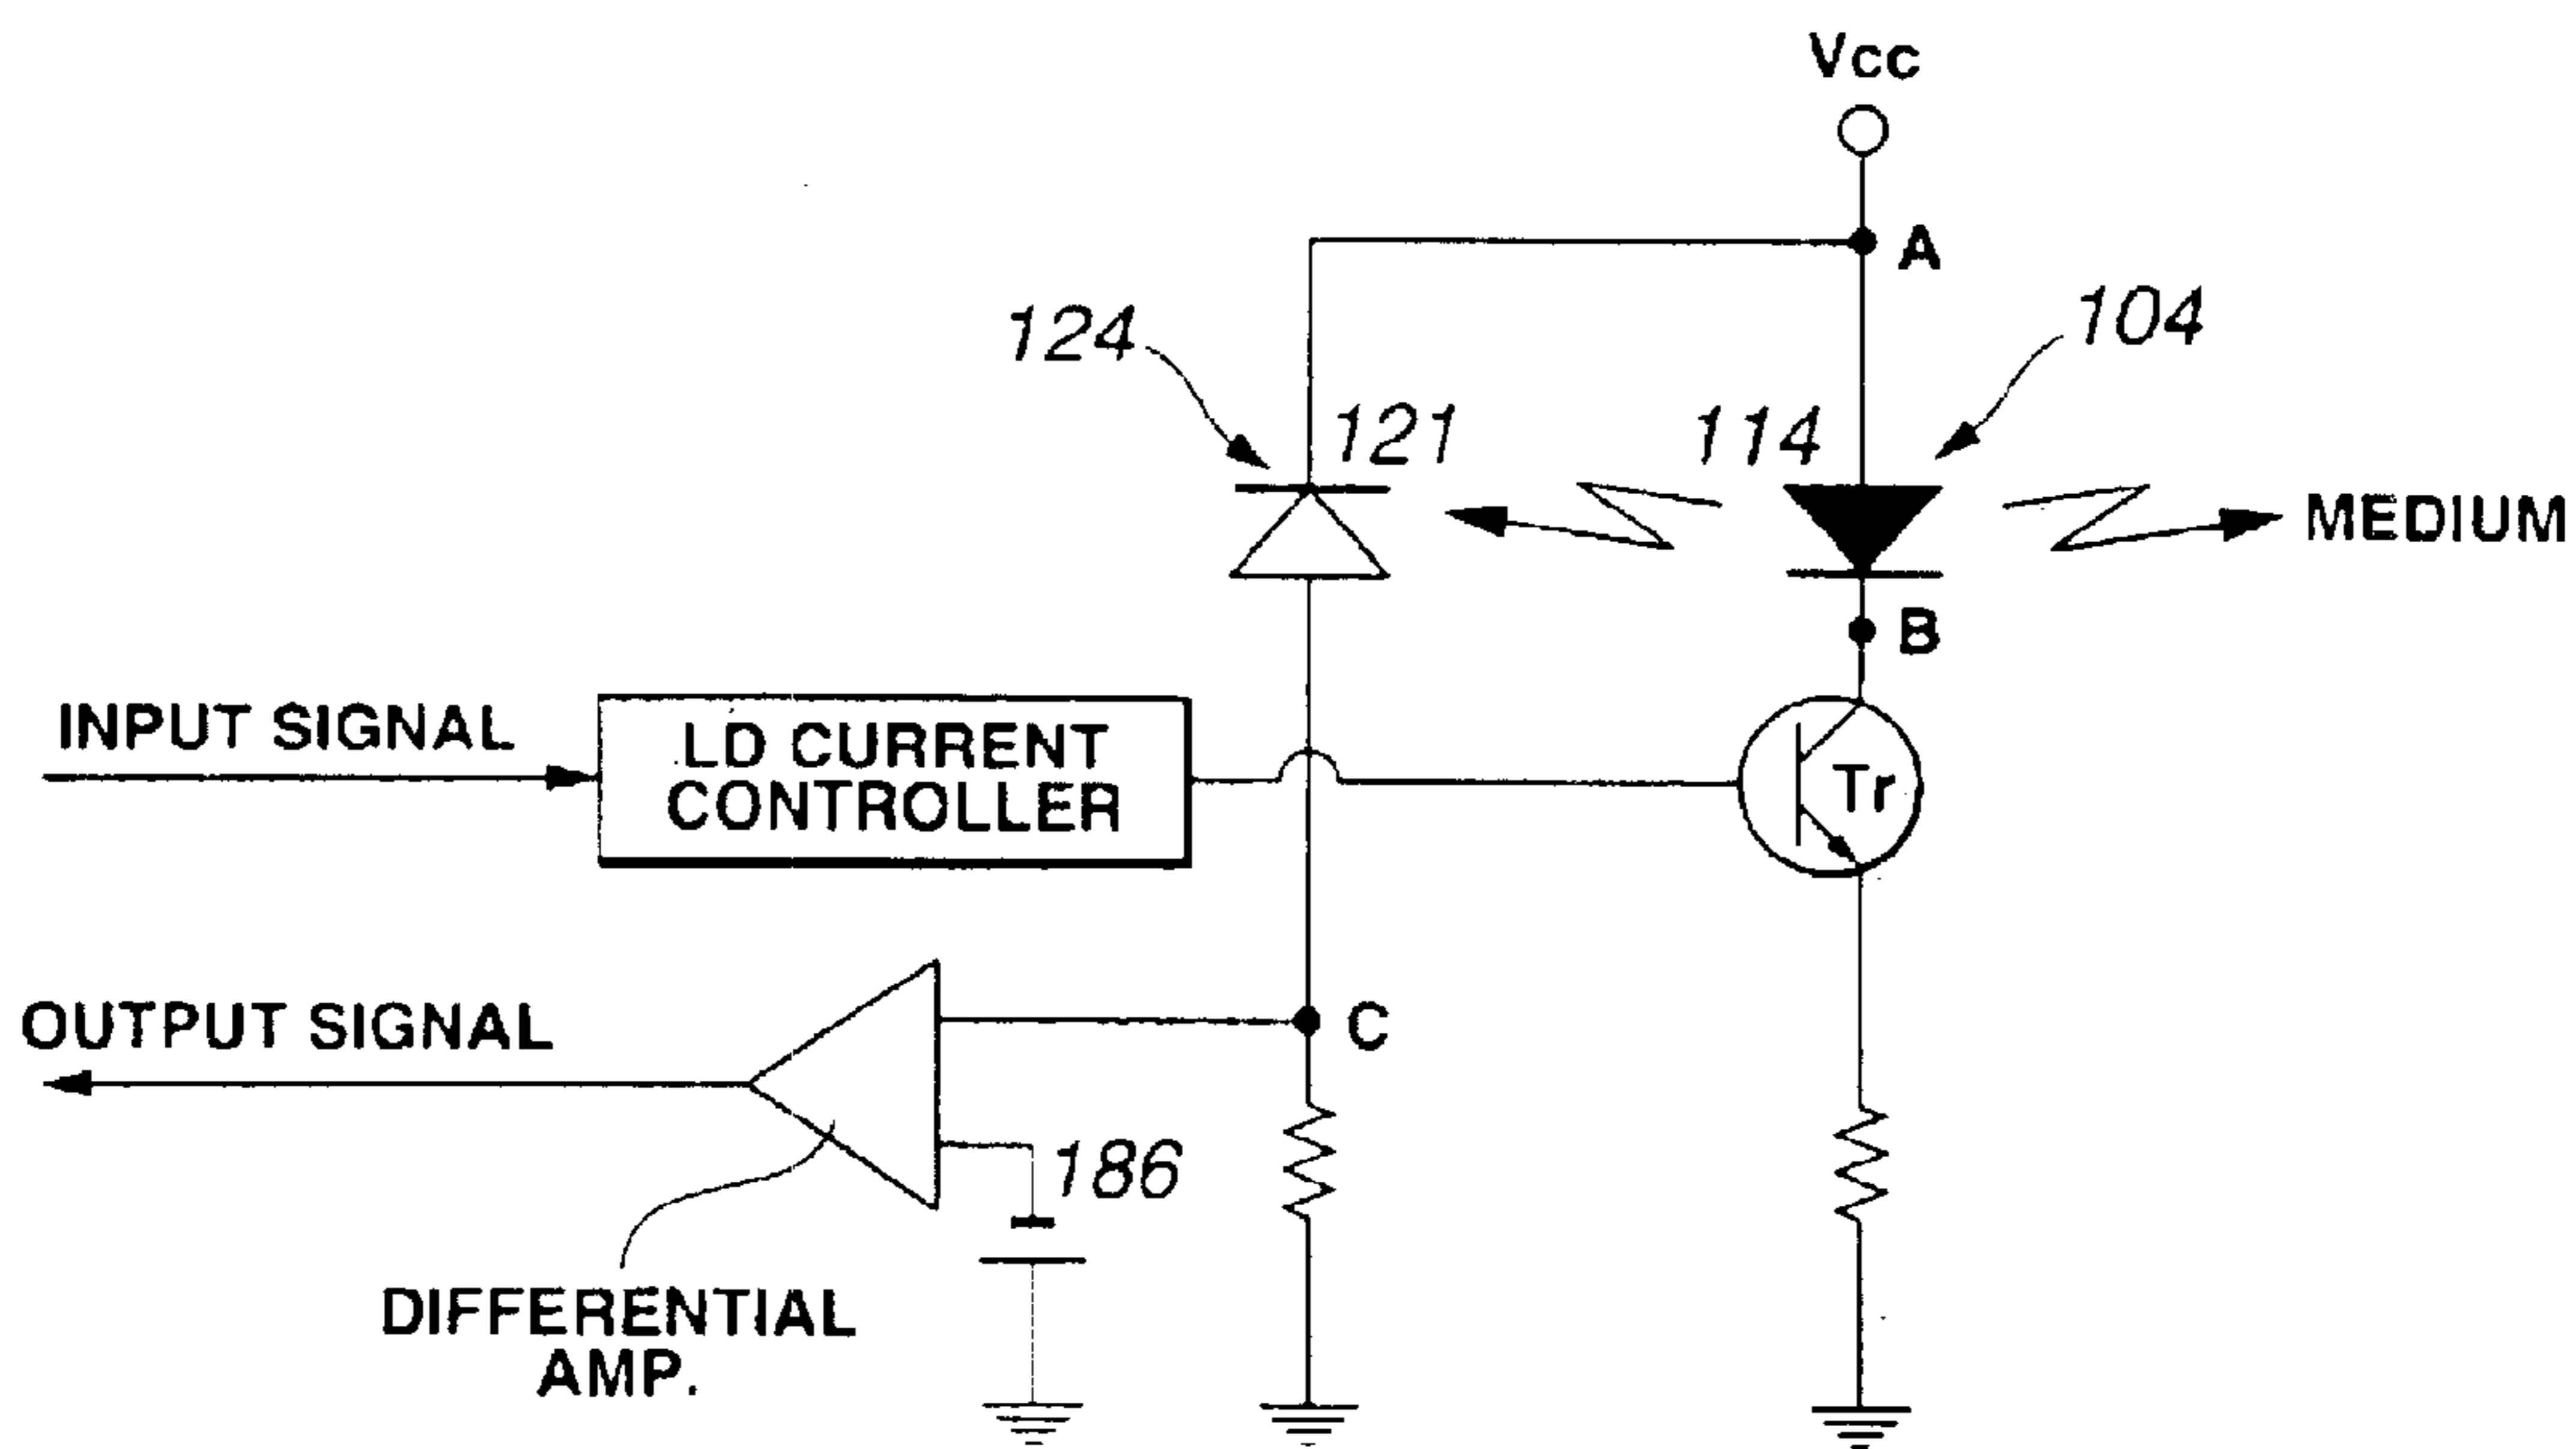 Vcc
A
124
104
121
114
MEDIUM
B
INPUT SIGNAL
LD CURRENT
CONTROLLER
Tr
OUTPUT SIGNAL
C
186
DIFFERENTIAL
AMP.